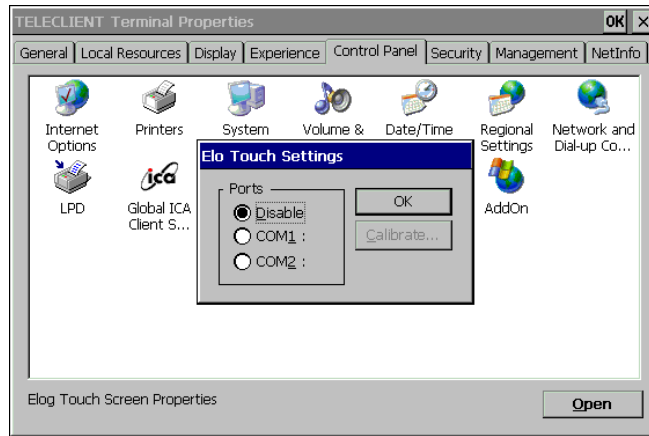 TELECLIENT Terminal Properties OK ×
General Local Resources Display Experience Control Panel Security Management NetInfo
Internet Options
Printers
System
Volume &
Date/Time
Regional Settings
Network and Dial-up Co...
LPD
ica
Global ICA Client S...
AddOn
Elo Touch Settings
Ports
Disable
COM1 :
COM2 :
OK
Calibrate...
Elog Touch Screen Properties
Open